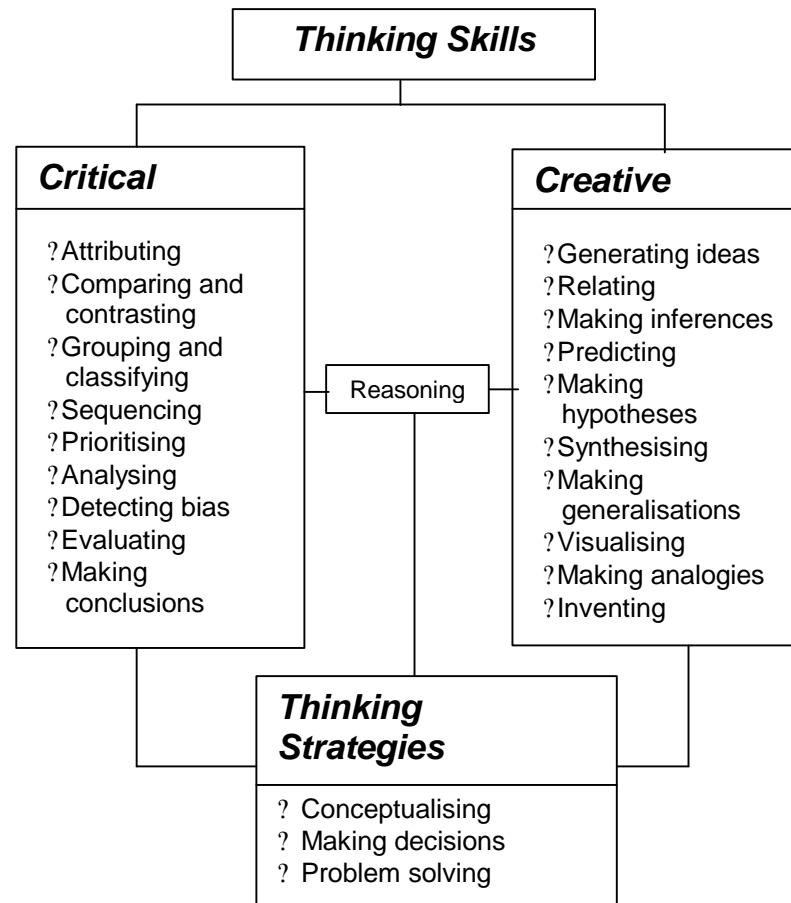 Thinking Skills
Critical
?Attributing
?Comparing and
contrasting
?Grouping and
classifying
?Sequencing
?Prioritising
?Analysing
?Detecting bias
?Evaluating
?Making
conclusions
Reasoning
Creative
?Generating ideas
?Relating
?Making inferences
?Predicting
?Making
hypotheses
?Synthesising
?Making
generalisations
?Visualising
?Making analogies
?Inventing
Thinking
Strategies
? Conceptualising
? Making decisions
? Problem solving